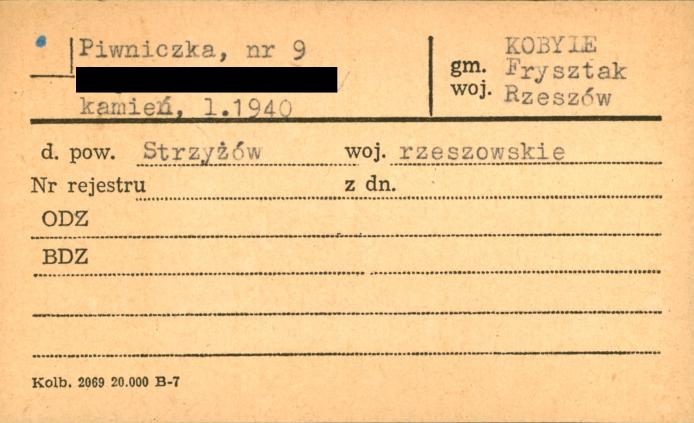 Piwniczka, nr 9
kamień, l.1940
KOBYLE
gm. Frysztak
woj. Rzeszów
d. pow. Strzyżów woj. rzeszowskie
Nr rejestru z dn.
ODZ
BDZ
Kolb. 2069 20.000 B-7